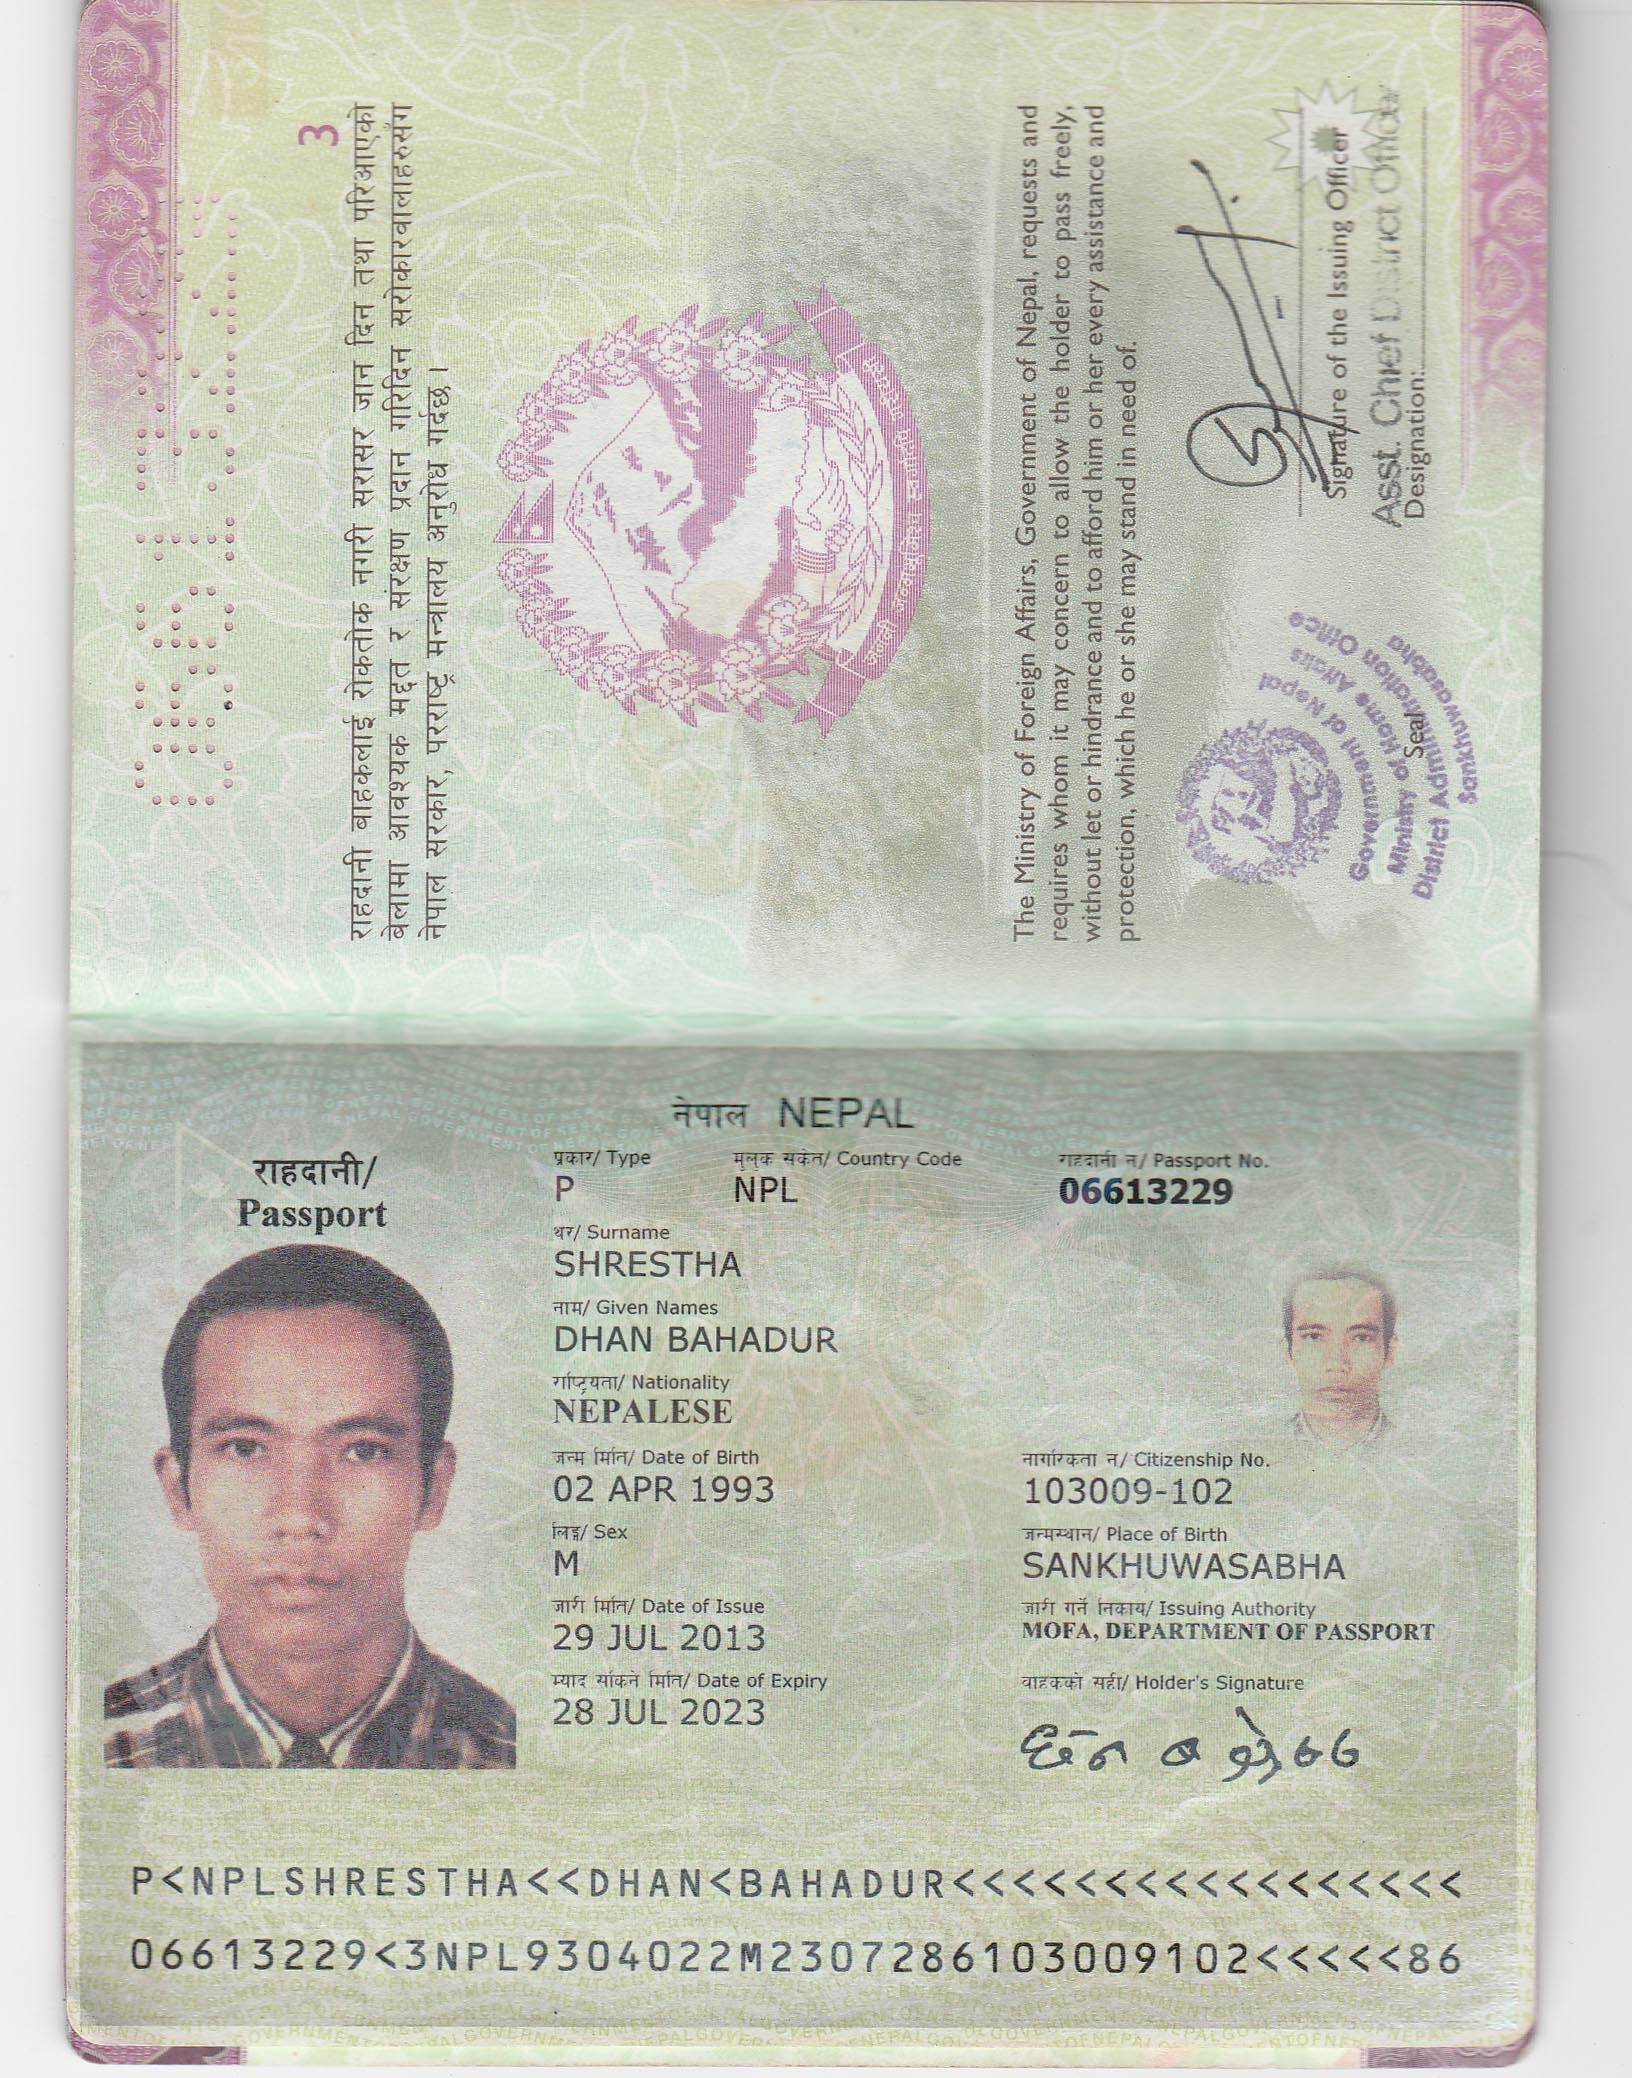 3
राहदानी बाहकलाई रोकतोक नगरी सरासर जान दिन तथा परिआएको
बेलामा आवश्यक मद्दत र संरक्षण प्रदान गरिदिन सरोकारवालाहरुसँग
नेपाल सरकार, परराष्ट्र मन्त्रालय अनुरोध गर्दछ ।
The Ministry of Foreign Affairs, Government of Nepal, requests and
requires whom it may concern to allow the holder to pass freely,
without let or hindrance and to afford him or her every assistance and
protection, which he or she may stand in need of.
Signature of the Issuing Officer
Asst. Chief District Officer
Designation:
Government of Nepal
Ministry of Home Affairs
District Administration Office
Sankhuwasabha
Seal
नेपाल NEPAL
राहदानी/
Passport
प्रकार/ Type
P
मुलुक संकेत/ Country Code
NPL
राहदानी नं/ Passport No.
06613229
थर/ Surname
SHRESTHA
नाम/ Given Names
DHAN BAHADUR
राष्ट्रियता/ Nationality
NEPALESE
जन्म मिति/ Date of Birth
02 APR 1993
नागरिकता नं/ Citizenship No.
103009-102
लिङ्ग/ Sex
M
जन्मस्थान/ Place of Birth
SANKHUWASABHA
जारी मिति/ Date of Issue
29 JUL 2013
जारी गर्ने निकाय/ Issuing Authority
MOFA, DEPARTMENT OF PASSPORT
म्याद सकिने मिति/ Date of Expiry
28 JUL 2023
वाहकको सही/ Holder's Signature
P<NPLSHRESTHA<<DHAN<BAHADUR<<<<<<<<<<<<<<<<<
06613229<3NPL9304022M2307286103009102<<<<<86